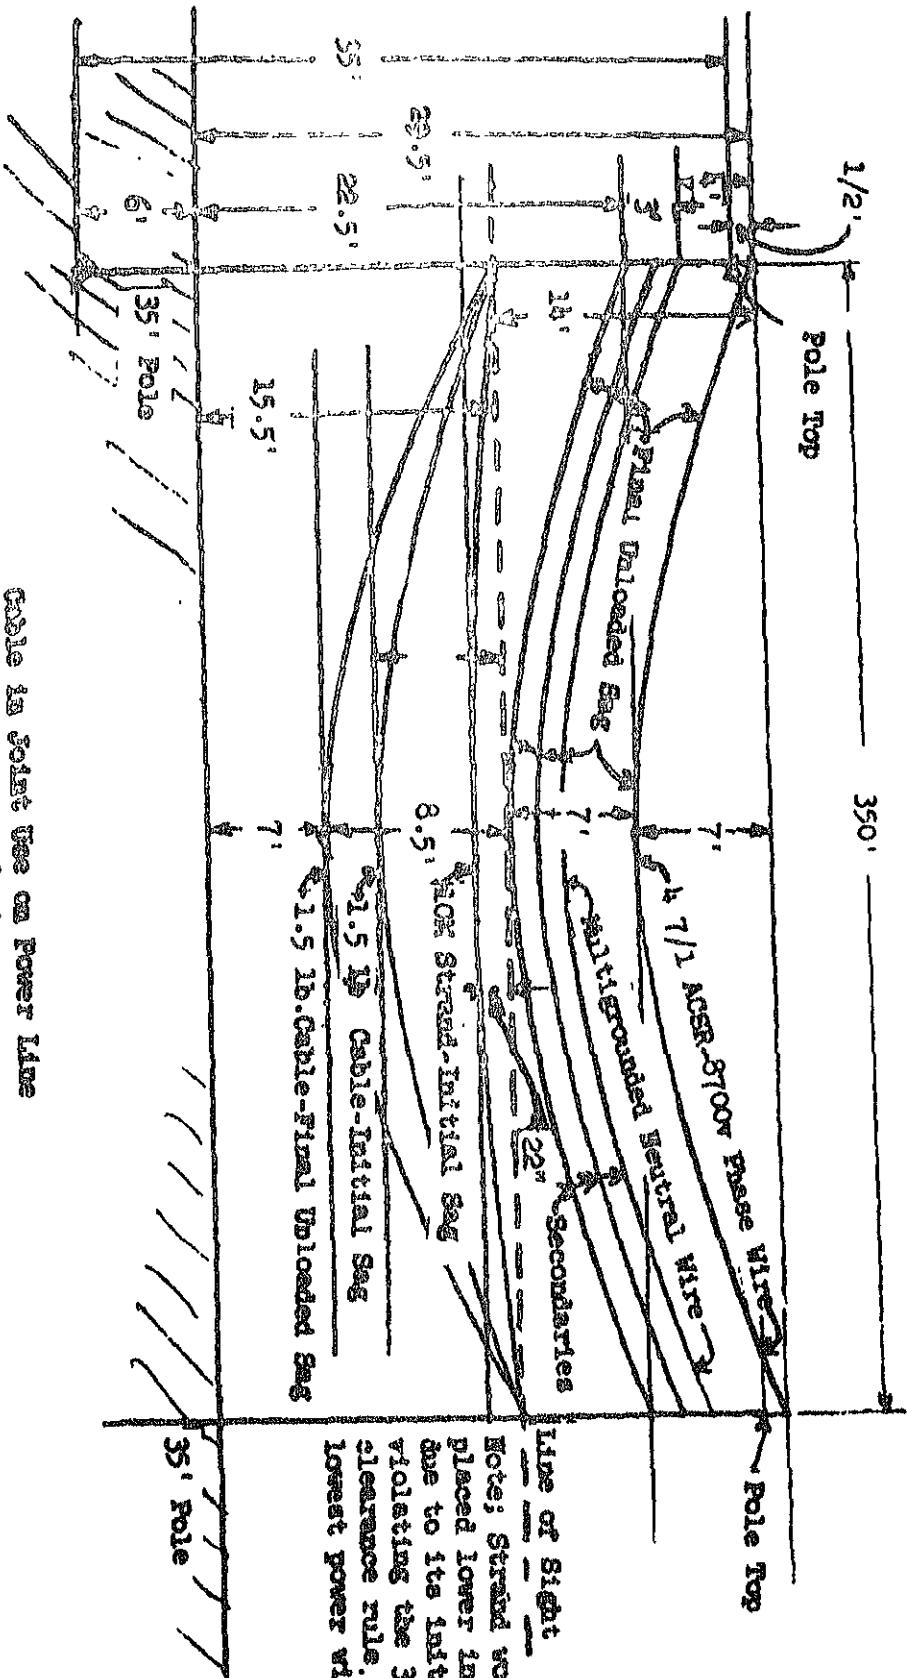 1/2'
Pole Top
350'
35'
29.5'
22.5'
6'
3'
14'
15.5'
35' Pole
Final Unloaded Sag
7'
7'
7'
8.5'
4 7/1 ACSR-8700v Phase Wire
Multigrounded Neutral Wire
Secondaries
22"
10M Strand-Initial Sag
1.5 lb Cable-Initial Sag
1.5 lb.Cable-Final Unloaded Sag
Pole Top
Line of Sight
Note; Strand
placed lower
due to its
violating the
clearance rule.
lowest power
35' Pole
Cable in Joint Use on Power Line